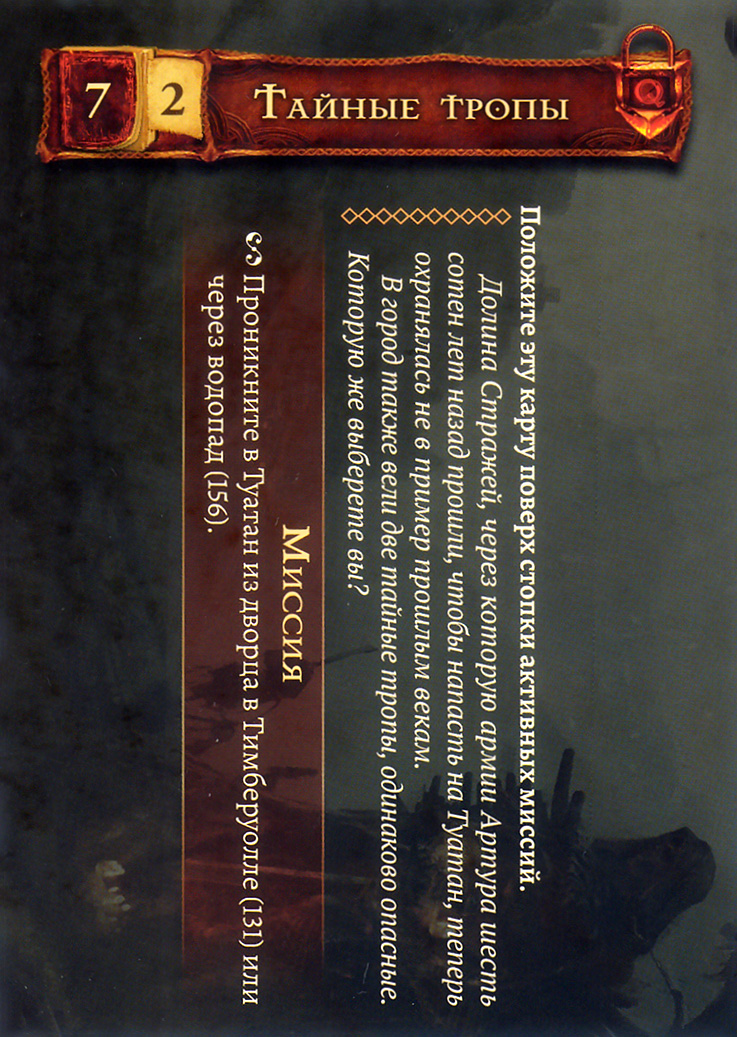 7
2
Тайные тропы
Q
Положите эту карту поверх стопки активных миссий.
Долина Стражей, через которую армии Артура шесть
сотен лет назад прошли, чтобы напасть на Туатан, теперь
охранялась не в пример прошлым векам.
В город также вели две тайные тропы, одинаково опасные.
Которую же выберете вы?
Миссия
Проникните в Туатан из дворца в Тимберуолле (131) или
через водопад (156).